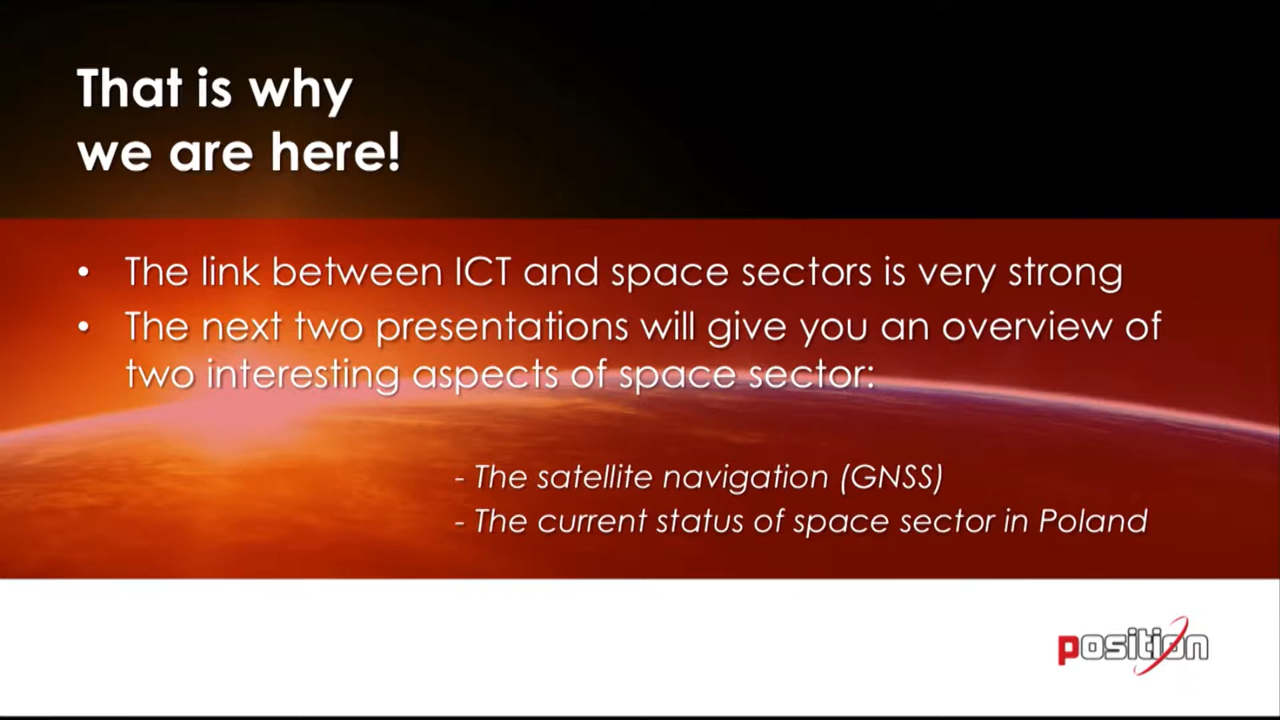 That is why
we are here!
• The link between ICT and space sectors is very strong
• The next two presentations will give you an overview of
two interesting aspects of space sector:
- The satellite navigation (GNSS)
- The current status of space sector in Poland
position